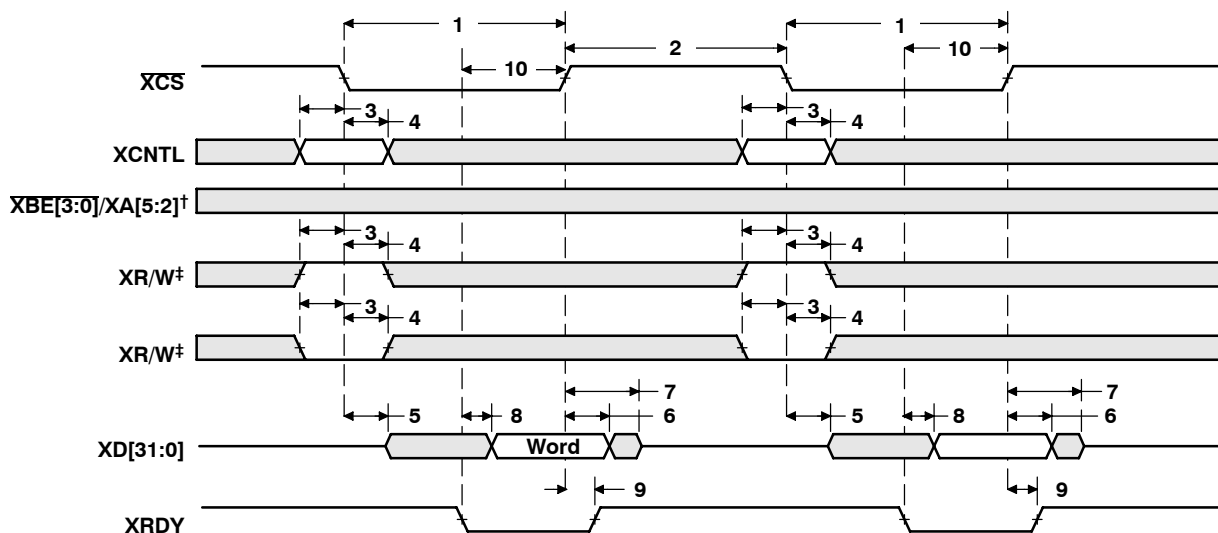 1 1
2
10 10
X̅C̅S̅
3 3
4 4
XCNTL
X̅B̅E̅[̅3̅:̅0̅]̅/XA[5:2]†
3 3
4 4
XR/W‡
3 3
4 4
XR/W‡
7 7
5 8 6 5 8 6
XD[31:0] Word
9 9
XRDY